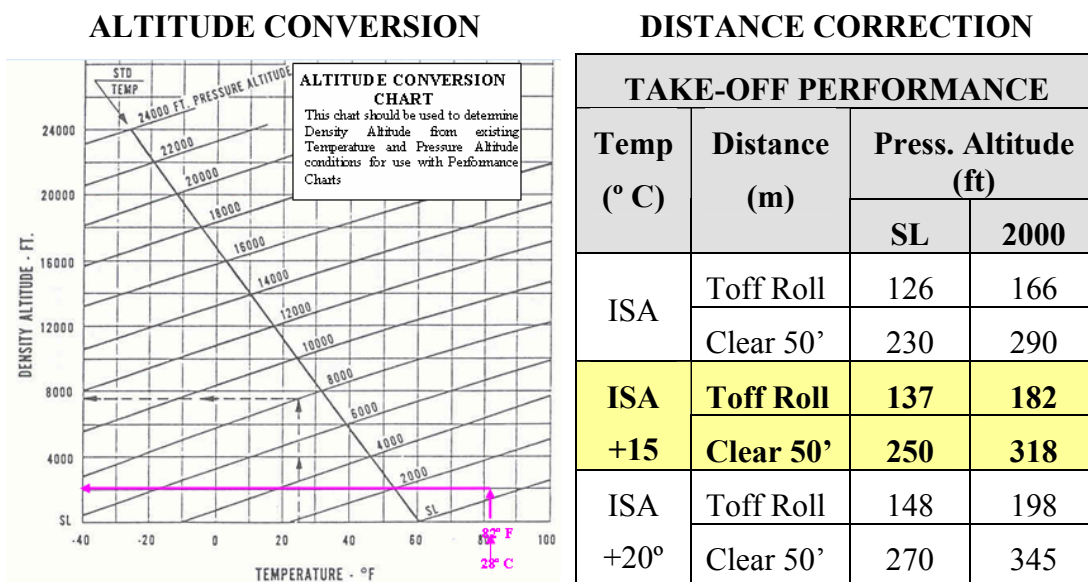 ALTITUDE CONVERSION
STD
TEMP
24000 FT. PRESSURE ALTITUDE
ALTITUDE CONVERSION
CHART
This chart should be used to determine
Density Altitude from existing
Temperature and Pressure Altitude
conditions for use with Performance
Charts
22000
20000
18000
16000
14000
12000
10000
8000
6000
4000
2000
SL
DENSITY ALTITUDE - FT.
24000
20000
16000
12000
8000
4000
SL
-40 -20 0 20 40 60 80 100
82º F
28º C
TEMPERATURE - °F
DISTANCE CORRECTION
TAKE-OFF PERFORMANCE
Temp Distance Press. Altitude
(º C) (m) (ft)
SL 2000
ISA Toff Roll 126 166
Clear 50’ 230 290
ISA Toff Roll 137 182
+15 Clear 50’ 250 318
ISA Toff Roll 148 198
+20º Clear 50’ 270 345